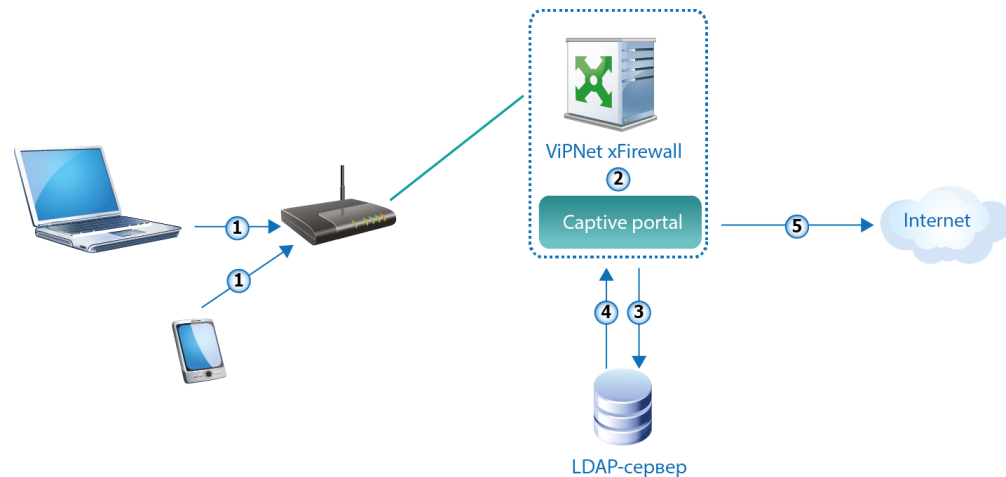 ViPNet xFirewall
2
Captive portal
1
5
Internet
1
4
3
LDAP-сервер